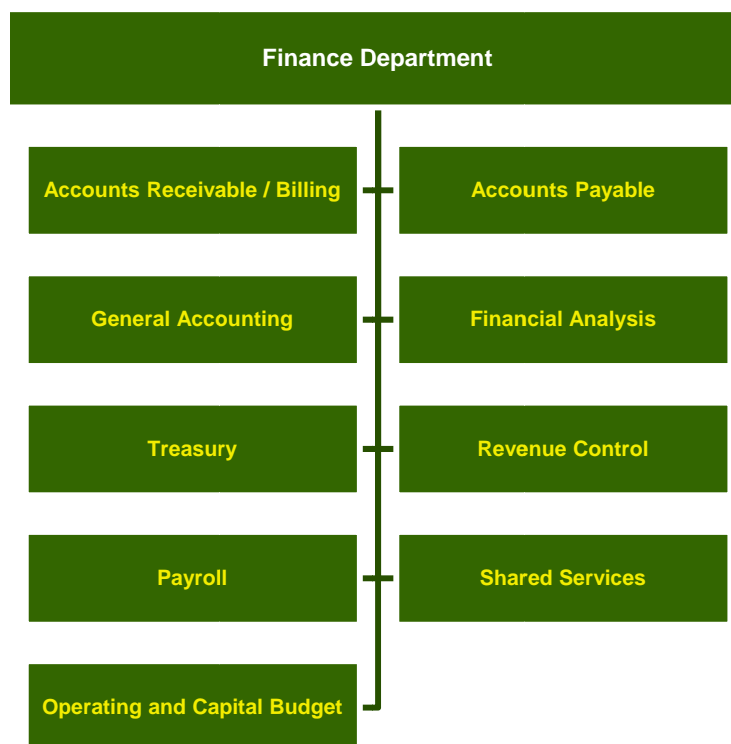 Finance Department
Accounts Receivable / Billing
Accounts Payable
General Accounting
Financial Analysis
Treasury
Revenue Control
Payroll
Shared Services
Operating and Capital Budget